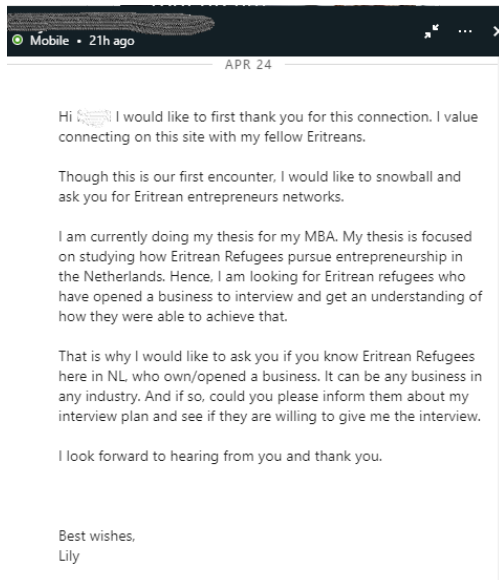 Mobile • 21h ago
APR 24
Hi I would like to first thank you for this connection. I value
connecting on this site with my fellow Eritreans.
Though this is our first encounter, I would like to snowball and
ask you for Eritrean entrepreneurs networks.
I am currently doing my thesis for my MBA. My thesis is focused
on studying how Eritrean Refugees pursue entrepreneurship in
the Netherlands. Hence, I am looking for Eritrean refugees who
have opened a business to interview and get an understanding of
how they were able to achieve that.
That is why I would like to ask you if you know Eritrean Refugees
here in NL, who own/opened a business. It can be any business in
any industry. And if so, could you please inform them about my
interview plan and see if they are willing to give me the interview.
I look forward to hearing from you and thank you.
Best wishes,
Lily